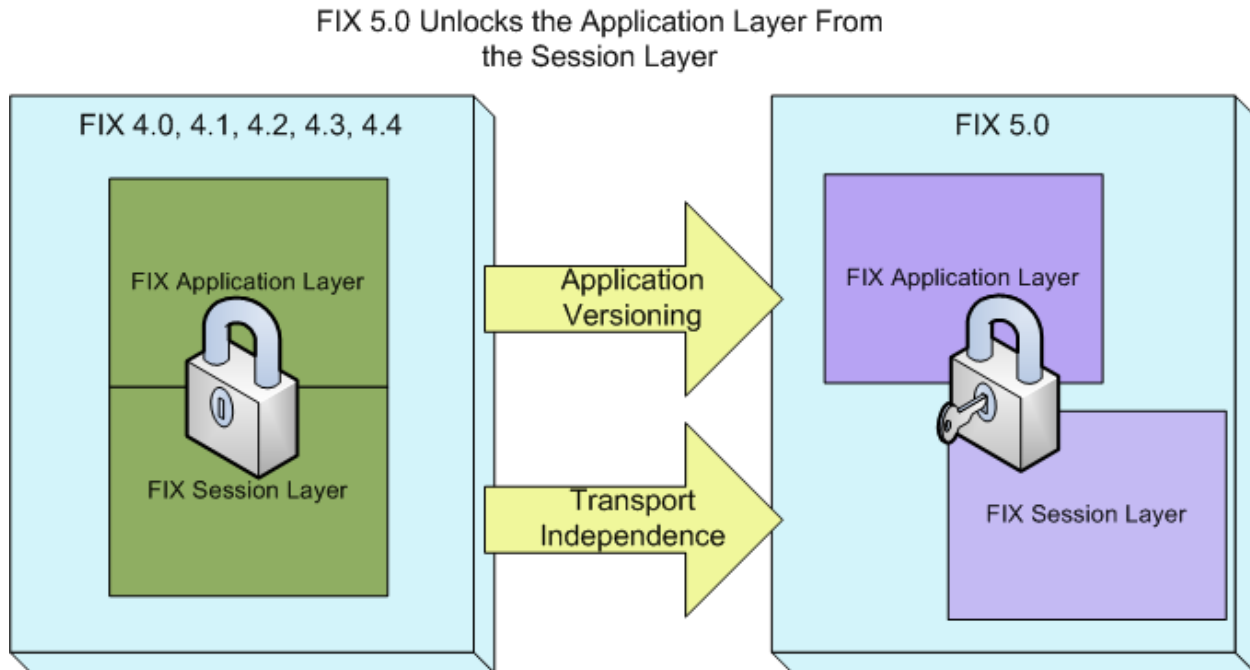 FIX 5.0 Unlocks the Application Layer From
the Session Layer
FIX 4.0, 4.1, 4.2, 4.3, 4.4
FIX Application Layer
FIX Session Layer
Application
Versioning
Transport
Independence
FIX 5.0
FIX Application Layer
FIX Session Layer